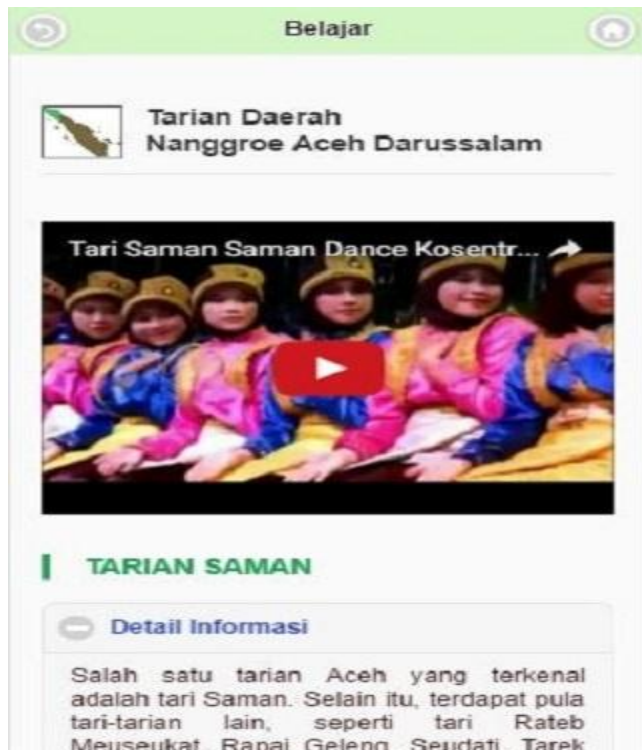 Belajar
Tarian Daerah
Nanggroe Aceh Darussalam
Tari Saman Saman Dance Kosentr...
TARIAN SAMAN
Detail Informasi
Salah satu tarian Aceh yang terkenal
adalah tari Saman. Selain itu, terdapat pula
tari-tarian lain, seperti tari Rateb
Meuseukat, Rapai Geleng, Seudati, Tarek